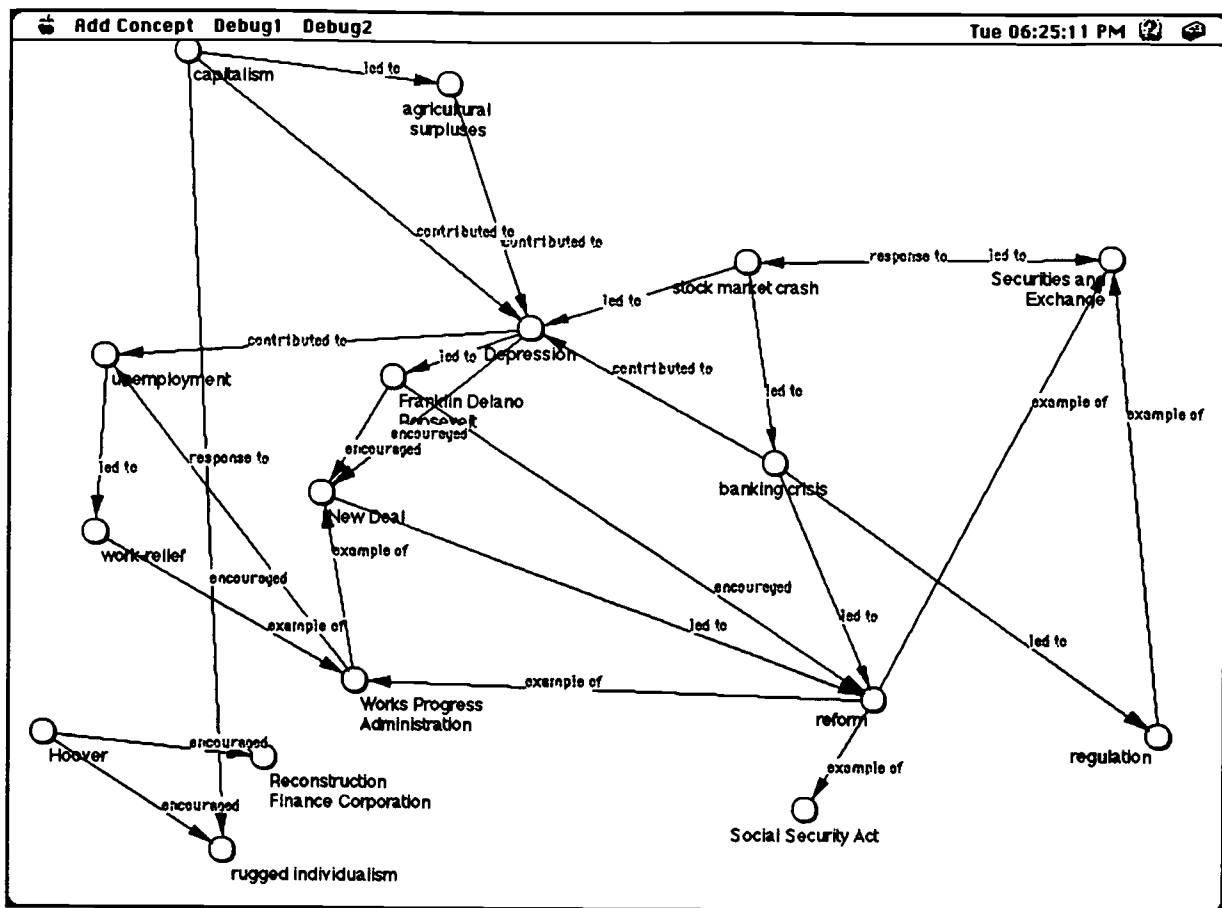 Add Concept Debug1 Debug2 Tue 06:25:11 PM
capitalism
led to
agricultural
surpluses
contributed to
contributed to
stock market crash
response to
led to
Securities and
Exchange
led to
Depression
contributed to
unemployment
led to
Franklin Delano
Roosevelt
encouraged
encouraged
contributed to
led to
example of
example of
response to
led to
banking crisis
New Deal
work-relief
example of
encouraged
encouraged
example of
led to
led to
led to
example of
Works Progress
Administration
reform
regulation
Hoover
encouraged
Reconstruction
Finance Corporation
example of
encouraged
Social Security Act
rugged individualism